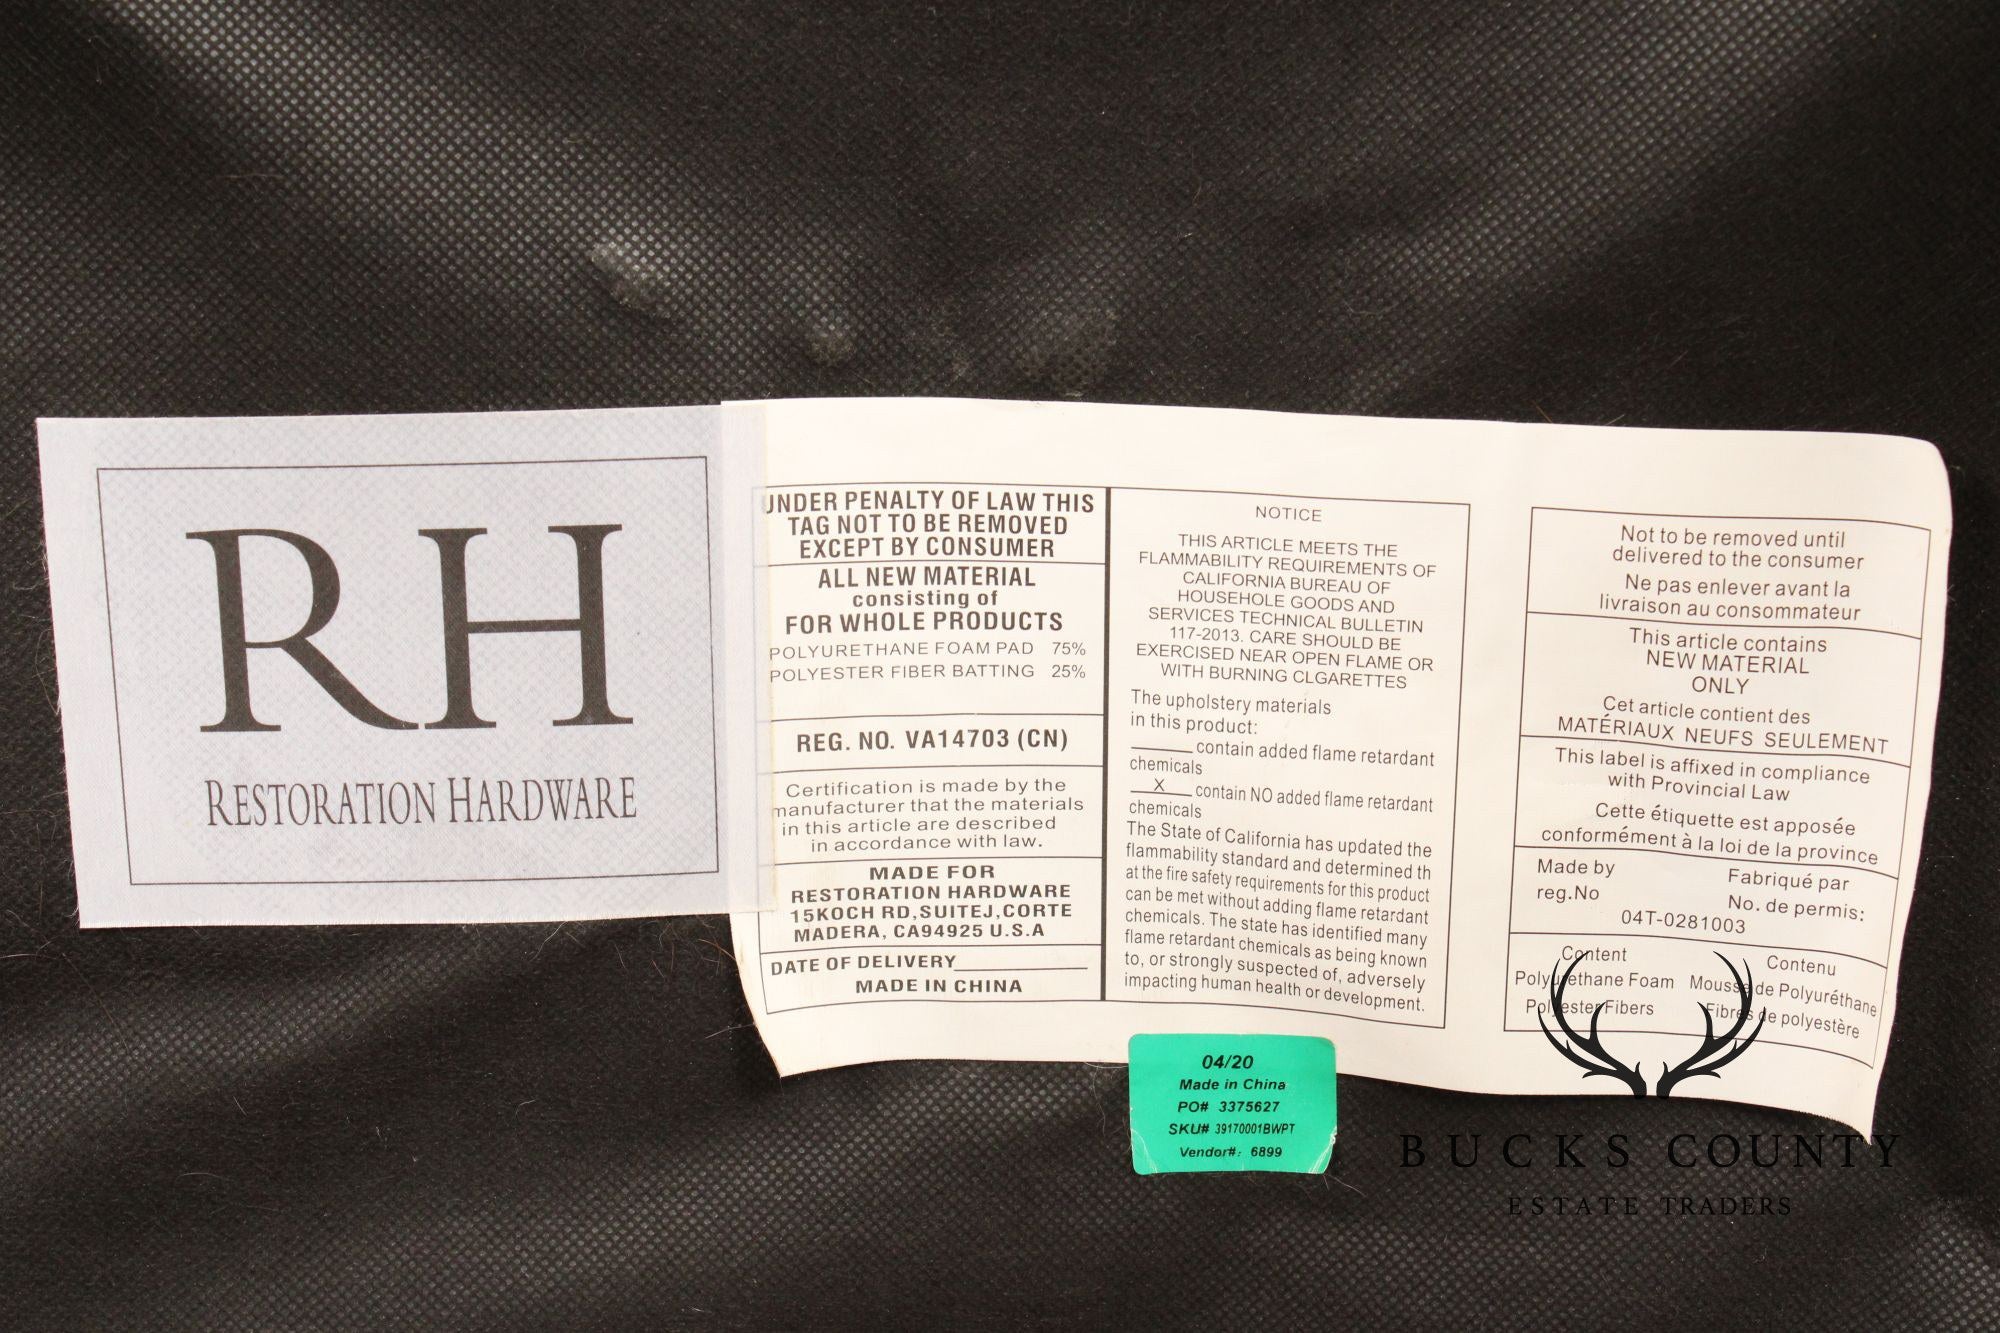 RH
RESTORATION HARDWARE
UNDER PENALTY OF LAW THIS
TAG NOT TO BE REMOVED
EXCEPT BY CONSUMER
ALL NEW MATERIAL
consisting of
FOR WHOLE PRODUCTS
POLYURETHANE FOAM PAD 75%
POLYESTER FIBER BATTING 25%
REG. NO. VA14703 (CN)
Certification is made by the
manufacturer that the materials
in this article are described
in accordance with law.
MADE FOR
RESTORATION HARDWARE
15KOCH RD,SUITEJ,CORTE
MADERA, CA94925 U.S.A
DATE OF DELIVERY
MADE IN CHINA
NOTICE
THIS ARTICLE MEETS THE
FLAMMABILITY REQUIREMENTS OF
CALIFORNIA BUREAU OF
HOUSEHOLE GOODS AND
SERVICES TECHNICAL BULLETIN
117-2013. CARE SHOULD BE
EXERCISED NEAR OPEN FLAME OR
WITH BURNING CLGARETTES
The upholstery materials
in this product:
contain added flame retardant
chemicals
X contain NO added flame retardant
chemicals
The State of California has updated the
flammability standard and determined th
at the fire safety requirements for this product
can be met without adding flame retardant
chemicals. The state has identified many
flame retardant chemicals as being known
to, or strongly suspected of, adversely
impacting human health or development.
Not to be removed until
delivered to the consumer
Ne pas enlever avant la
livraison au consommateur
This article contains
NEW MATERIAL
ONLY
Cet article contient des
MATÉRIAUX NEUFS SEULEMENT
This label is affixed in compliance
with Provincial Law
Cette étiquette est apposée
conformément à la loi de la province
Made by Fabriqué par
reg.No No. de permis:
04T-0281003
Content Contenu
Polyurethane Foam Mousse de Polyuréthane
Polyester Fibers Fibres de polyestère
04/20
Made in China
PO# 3375627
SKU# 39170001BWPT
Vendor#: 6899
BUCKS COUNTY
ESTATE TRADERS